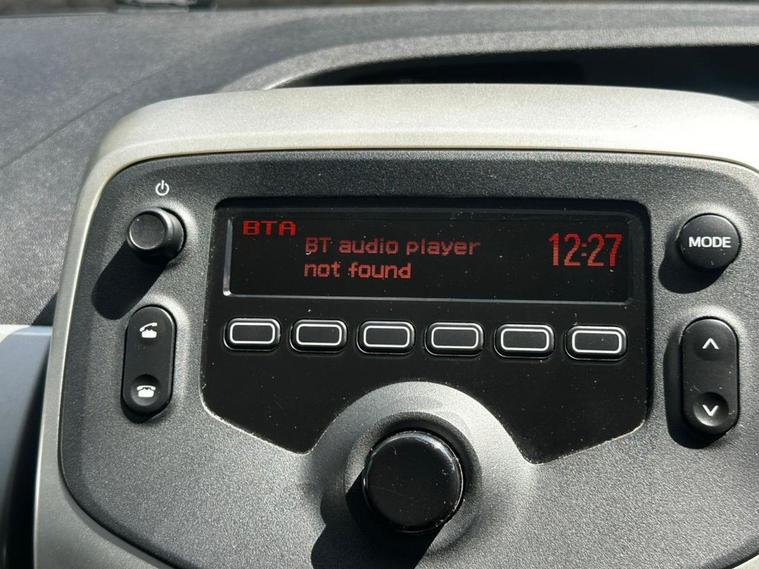 BTA
BT audio player
not found
12:27
MODE